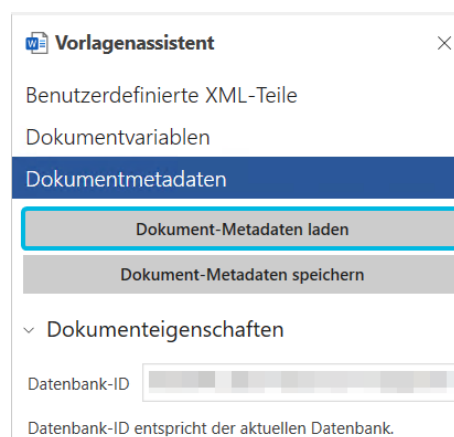 Vorlagenassistent
Benutzerdefinierte XML-Teile
Dokumentvariablen
Dokumentmetadaten
Dokument-Metadaten laden
Dokument-Metadaten speichern
Dokumenteigenschaften
Datenbank-ID
Datenbank-ID entspricht der aktuellen Datenbank.